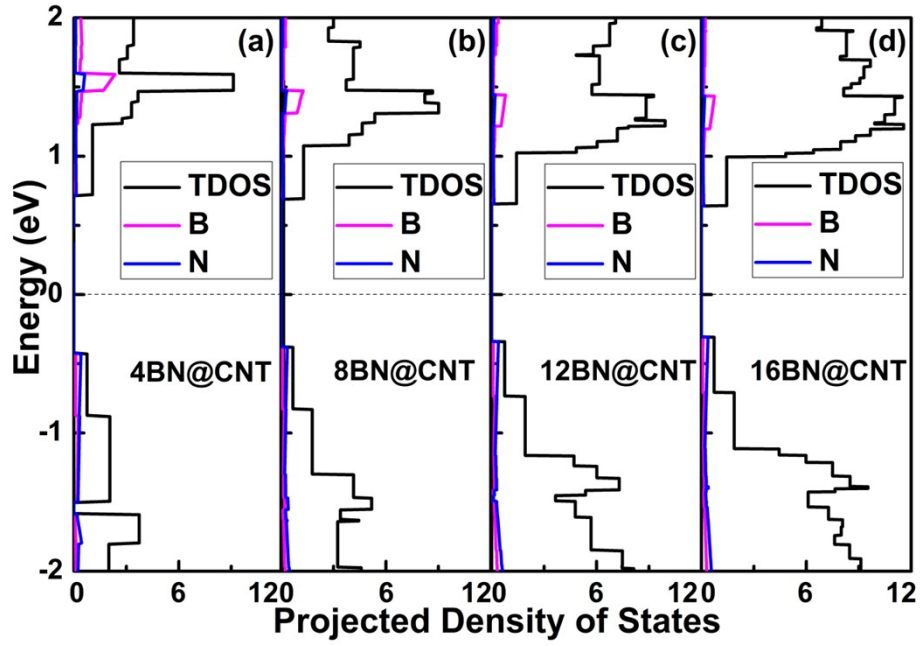 2
(a)
(b)
(c)
(d)
1
TDOS
B
N
TDOS
B
N
TDOS
B
N
TDOS
B
N
Energy (eV)
0
4BN@CNT
8BN@CNT
12BN@CNT
16BN@CNT
-1
-2
0 6 120 6 120 6 120 6 12
Projected Density of States